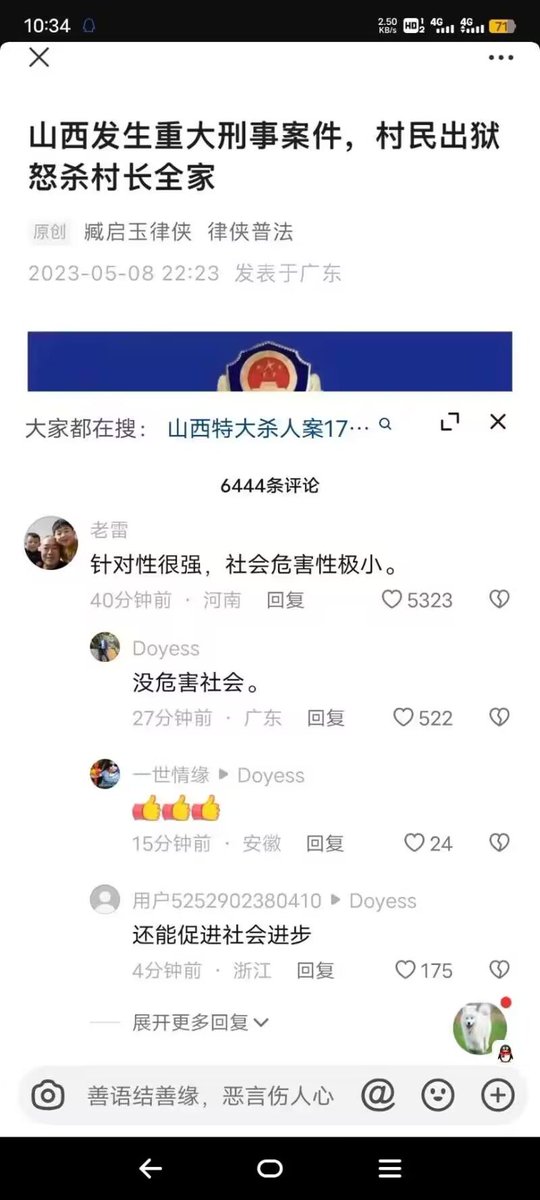 10:34
2.50 KB/s HD 1 2 4G 4G 71
山西发生重大刑事案件，村民出狱
怒杀村长全家
原创 臧启玉律侠 律侠普法
2023-05-08 22:23 发表于广东
大家都在搜： 山西特大杀人案17…
6444条评论
老雷
针对性很强，社会危害性极小。
40分钟前 · 河南 回复 5323
Doyess
没危害社会。
27分钟前 · 广东 回复 522
一世情缘 ▶ Doyess
👍👍👍
15分钟前 · 安徽 回复 24
用户5252902380410 ▶ Doyess
还能促进社会进步
4分钟前 · 浙江 回复 175
展开更多回复
善语结善缘，恶言伤人心